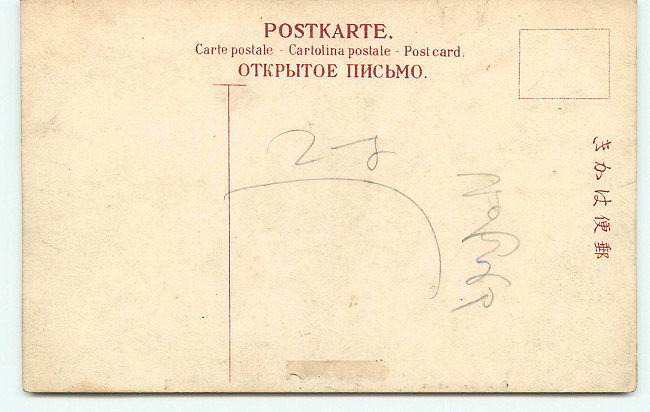 POSTKARTE.
Carte postale - Cartolina postale - Post card.
ОТКРЫТОЕ ПИСЬМО.
郵便はかき